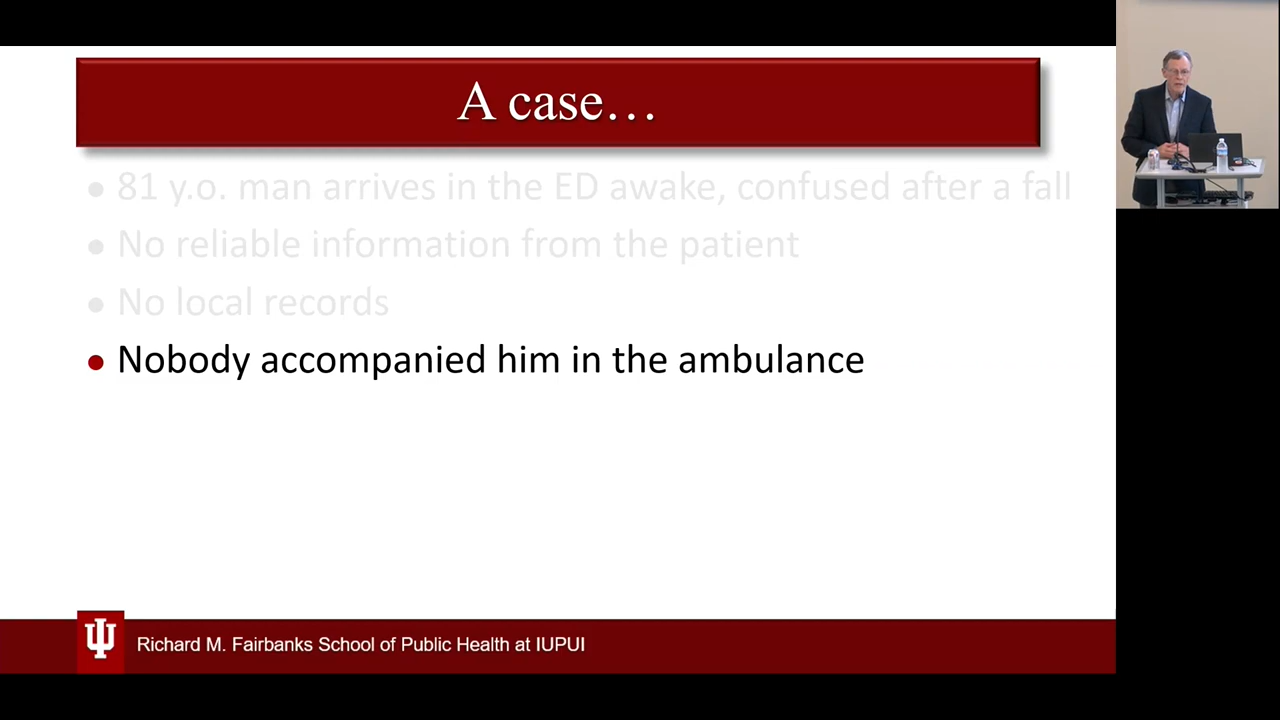 A case…
● 81 y.o. man arrives in the ED awake, confused after a fall
● No reliable information from the patient
● No local records
● Nobody accompanied him in the ambulance
Richard M. Fairbanks School of Public Health at IUPUI